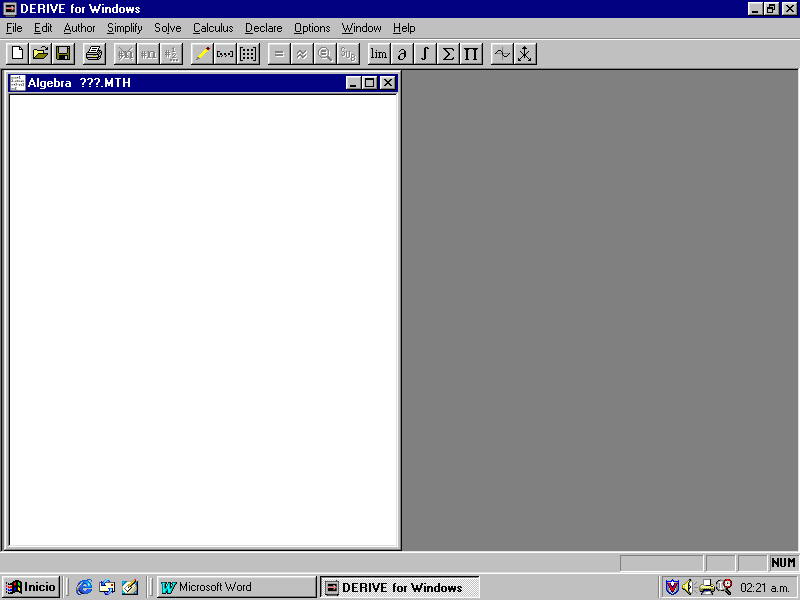 DERIVE for Windows
File Edit Author Simplify Solve Calculus Declare Options Window Help
= ≈ SUB lim ∂ ∫ Σ Π
Algebra ???.MTH
NUM
Inicio Microsoft Word DERIVE for Windows 02:21 a.m.